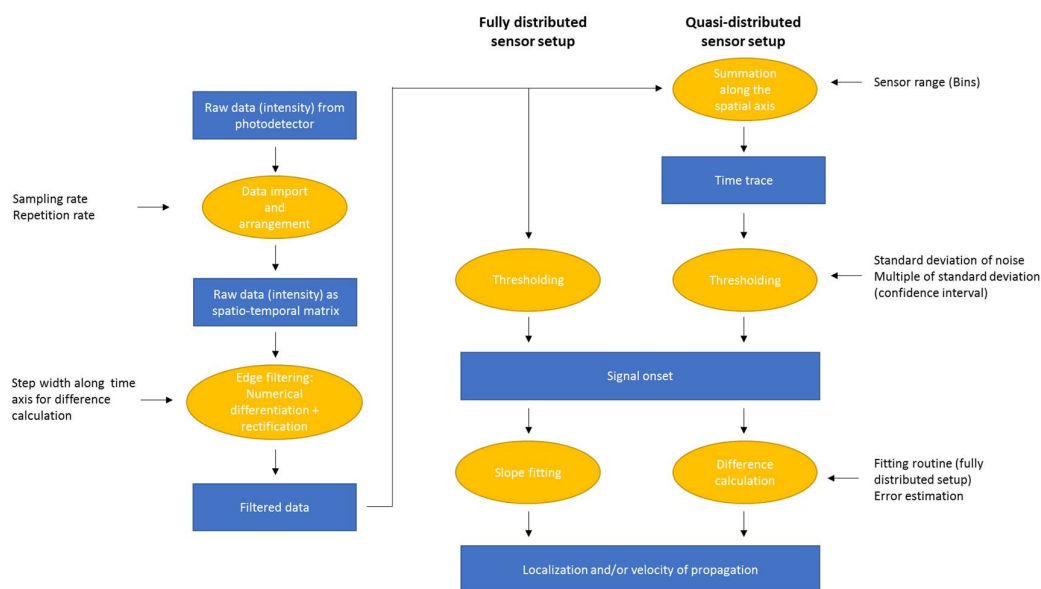 Fully distributed
sensor setup
Quasi-distributed
sensor setup
Summation
along the
spatial axis
Sensor range (Bins)
Raw data (intensity) from
photodetector
Time trace
Data import
and
arrangement
Sampling rate
Repetition rate
Thresholding
Thresholding
Standard deviation of noise
Multiple of standard deviation
(confidence interval)
Raw data (intensity) as
spatio-temporal matrix
Signal onset
Step width along time
axis for difference
calculation
Edge filtering:
Numerical
differentiation +
rectification
Slope fitting
Difference
calculation
Fitting routine (fully
distributed setup)
Error estimation
Filtered data
Localization and/or velocity of propagation